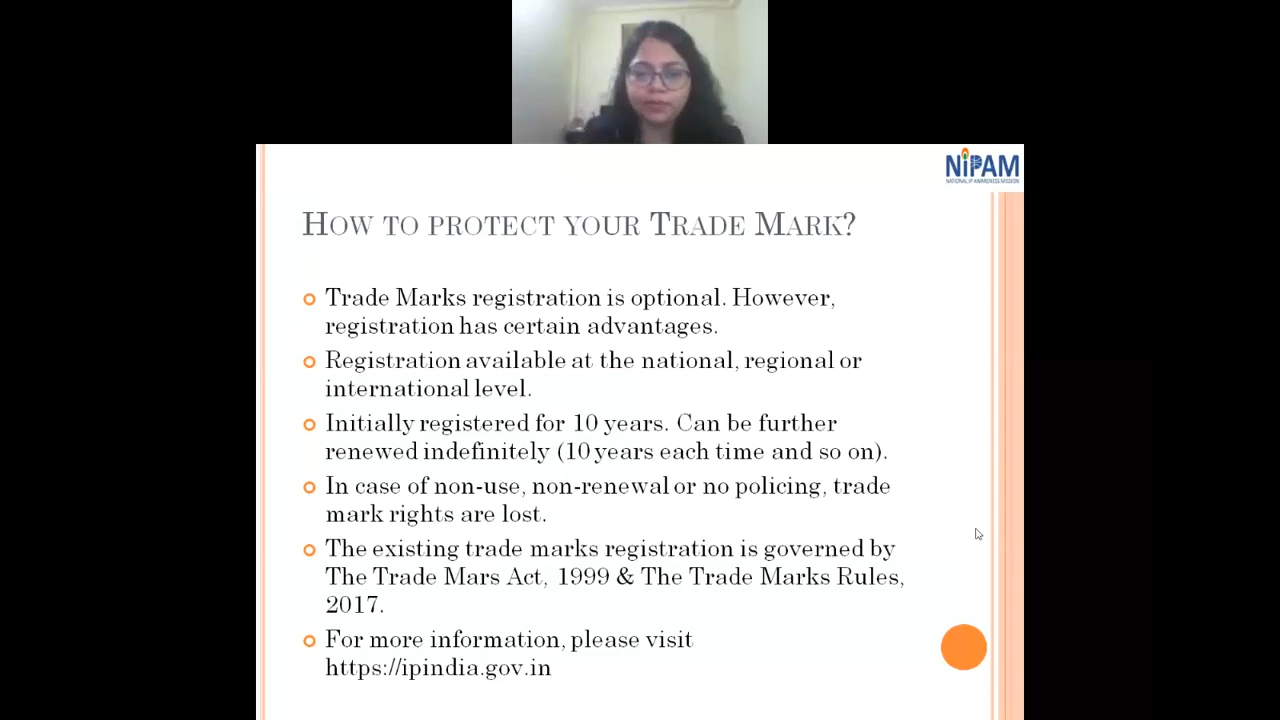 NiPAM
NATIONAL IP AWARENESS MISSION
HOW TO PROTECT YOUR TRADE MARK?
Trade Marks registration is optional. However,
registration has certain advantages.
Registration available at the national, regional or
international level.
Initially registered for 10 years. Can be further
renewed indefinitely (10 years each time and so on).
In case of non-use, non-renewal or no policing, trade
mark rights are lost.
The existing trade marks registration is governed by
The Trade Mars Act, 1999 & The Trade Marks Rules,
2017.
For more information, please visit
https://ipindia.gov.in